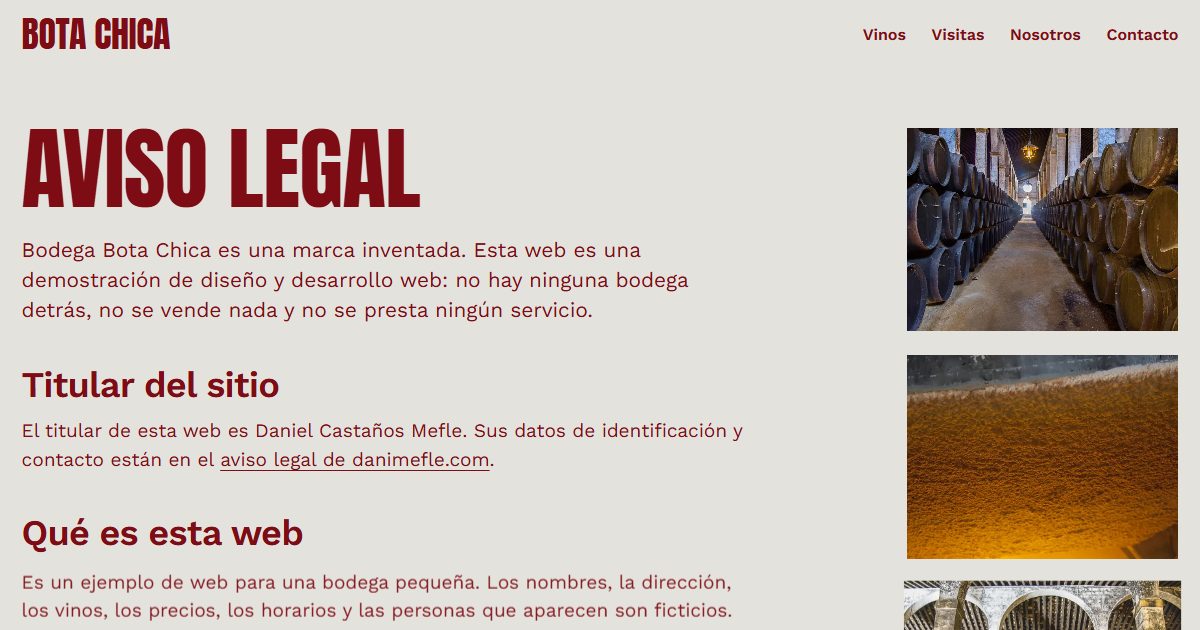 BOTA CHICA
Vinos Visitas Nosotros Contacto
AVISO LEGAL
Bodega Bota Chica es una marca inventada. Esta web es una
demostración de diseño y desarrollo web: no hay ninguna bodega
detrás, no se vende nada y no se presta ningún servicio.
Titular del sitio
El titular de esta web es Daniel Castaños Mefle. Sus datos de identificación y
contacto están en el aviso legal de danimefle.com.
Qué es esta web
Es un ejemplo de web para una bodega pequeña. Los nombres, la dirección,
los vinos, los precios, los horarios y las personas que aparecen son ficticios.